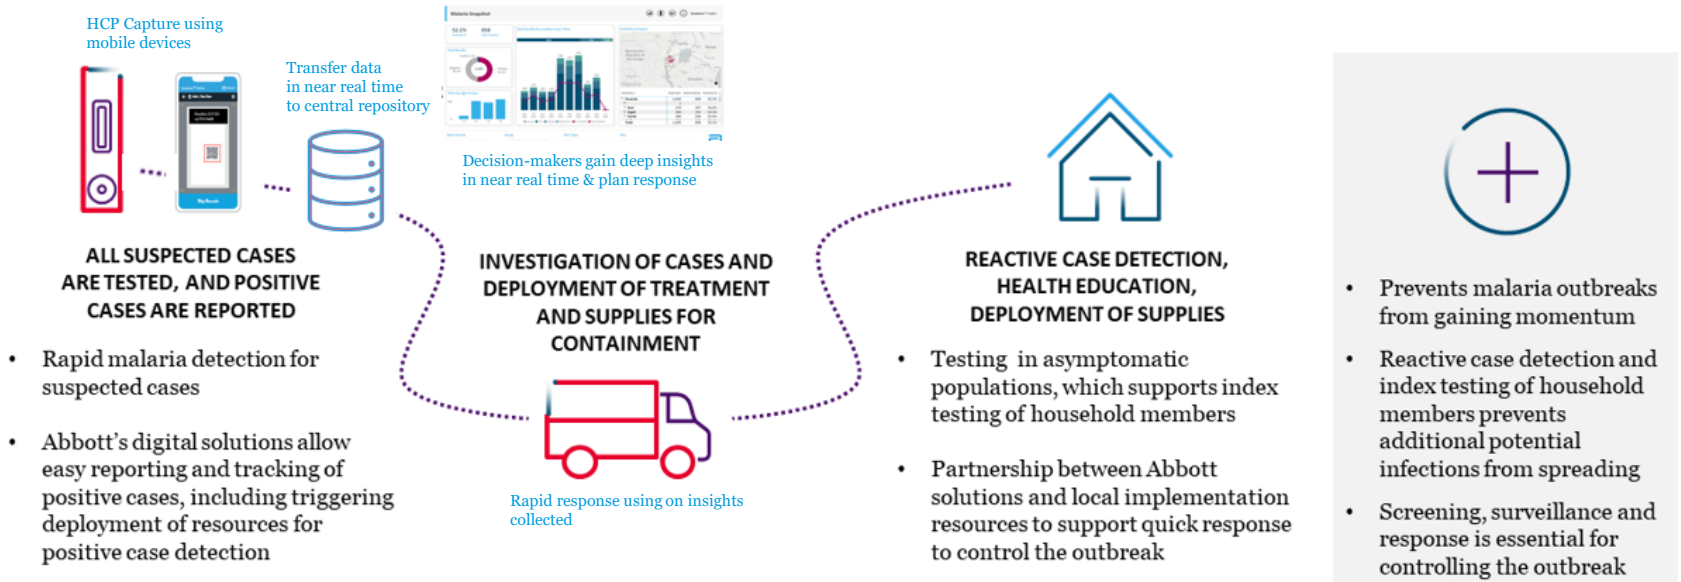 HCP Capture using
mobile devices
Transfer data
in near real time
to central repository
Malaria Snapshot
Decision-makers gain deep insights
in near real time & plan response
ALL SUSPECTED CASES
ARE TESTED, AND POSITIVE
CASES ARE REPORTED
• Rapid malaria detection for
suspected cases
• Abbott’s digital solutions allow
easy reporting and tracking of
positive cases, including triggering
deployment of resources for
positive case detection
INVESTIGATION OF CASES AND
DEPLOYMENT OF TREATMENT
AND SUPPLIES FOR
CONTAINMENT
Rapid response using on insights
collected
REACTIVE CASE DETECTION,
HEALTH EDUCATION,
DEPLOYMENT OF SUPPLIES
• Testing in asymptomatic
populations, which supports index
testing of household members
• Partnership between Abbott
solutions and local implementation
resources to support quick response
to control the outbreak
• Prevents malaria outbreaks
from gaining momentum
• Reactive case detection and
index testing of household
members prevents
additional potential
infections from spreading
• Screening, surveillance and
response is essential for
controlling the outbreak